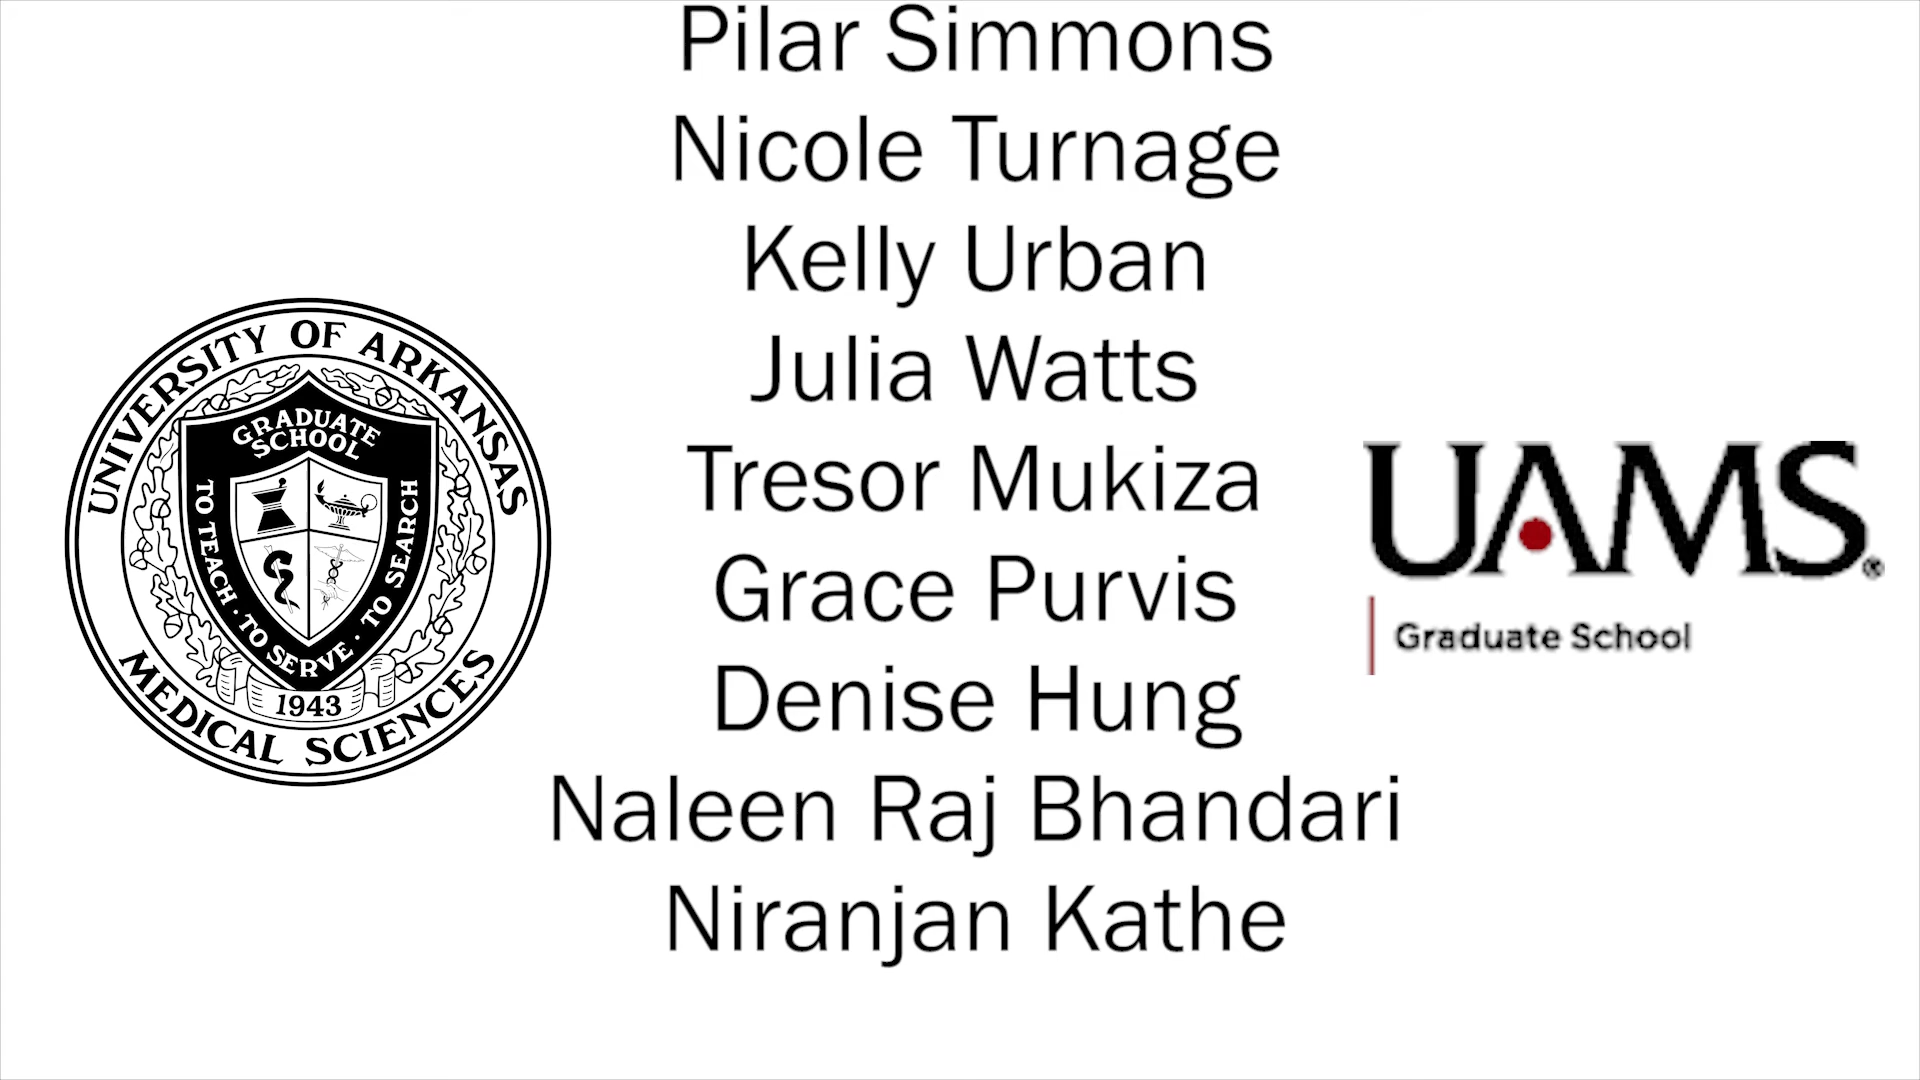 Pilar Simmons
Nicole Turnage
Kelly Urban
Julia Watts
Tresor Mukiza
Grace Purvis
Denise Hung
Naleen Raj Bhandari
Niranjan Kathe
UNIVERSITY OF ARKANSAS
MEDICAL SCIENCES
GRADUATE
SCHOOL
TO TEACH · TO SERVE · TO SEARCH
1943
UAMS®
Graduate School